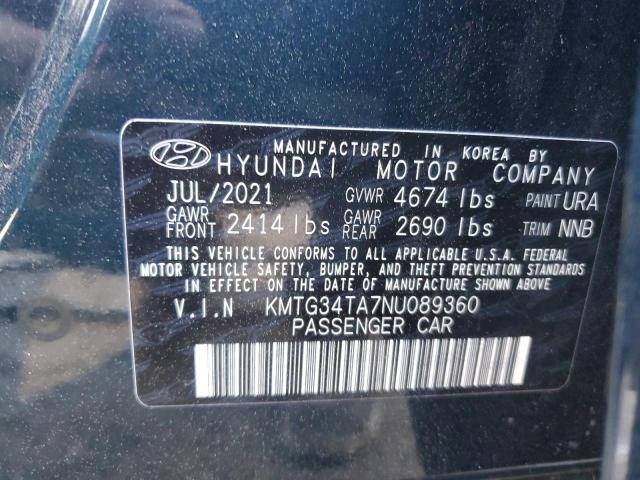 MANUFACTURED IN KOREA BY
HYUNDAI MOTOR COMPANY
JUL/2021 GVWR 4674 lbs PAINT URA
GAWR FRONT 2414 lbs GAWR REAR 2690 lbs TRIM NNB
THIS VEHICLE CONFORMS TO ALL APPLICABLE U.S.A. FEDERAL
MOTOR VEHICLE SAFETY, BUMPER, AND THEFT PREVENTION STANDARDS
IN EFFECT ON THE DATE OF MANUFACTURE SHOWN ABOVE.
V.I.N KMTG34TA7NU089360
PASSENGER CAR